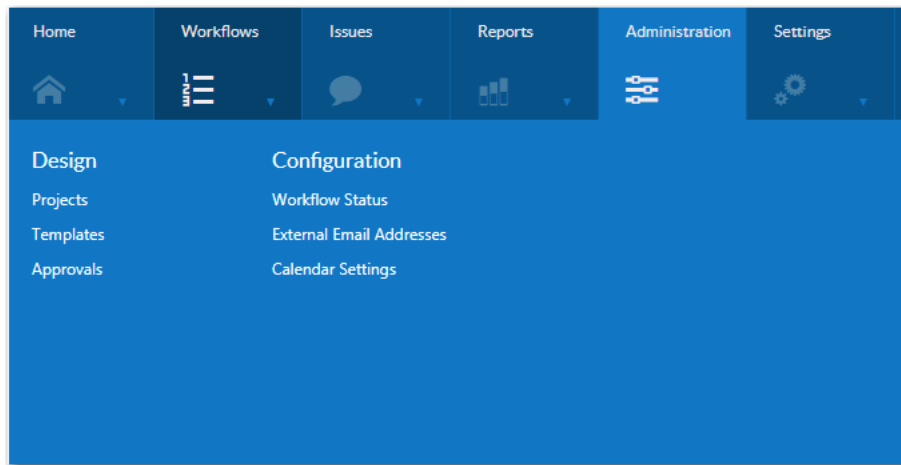 Home Workflows Issues Reports Administration Settings
Design Configuration
Projects Workflow Status
Templates External Email Addresses
Approvals Calendar Settings